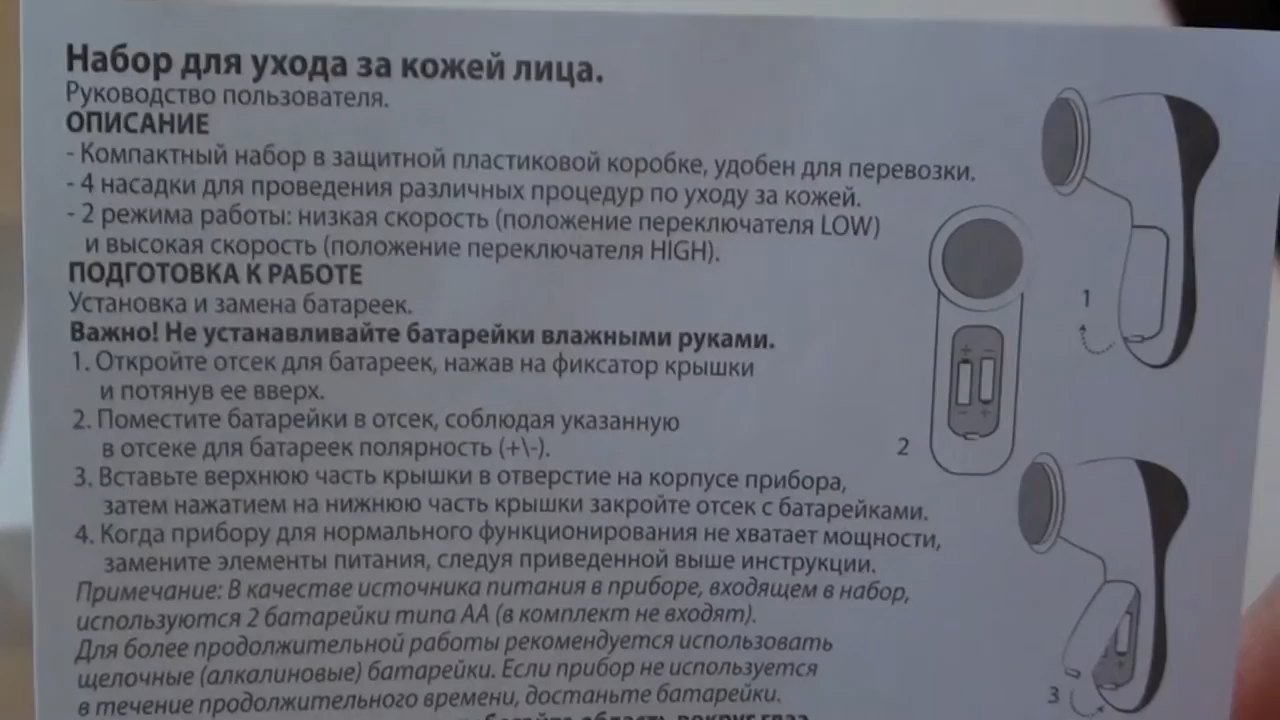 Набор для ухода за кожей лица.
Руководство пользователя.
ОПИСАНИЕ
- Компактный набор в защитной пластиковой коробке, удобен для перевозки.
- 4 насадки для проведения различных процедур по уходу за кожей.
- 2 режима работы: низкая скорость (положение переключателя LOW)
и высокая скорость (положение переключателя HIGH).
ПОДГОТОВКА К РАБОТЕ
Установка и замена батареек.
Важно! Не устанавливайте батарейки влажными руками.
1. Откройте отсек для батареек, нажав на фиксатор крышки
и потянув ее вверх.
2. Поместите батарейки в отсек, соблюдая указанную
в отсеке для батареек полярность (+\-).
3. Вставьте верхнюю часть крышки в отверстие на корпусе прибора,
затем нажатием на нижнюю часть крышки закройте отсек с батарейками.
4. Когда прибору для нормального функционирования не хватает мощности,
замените элементы питания, следуя приведенной выше инструкции.
Примечание: В качестве источника питания в приборе, входящем в набор,
используются 2 батарейки типа АА (в комплект не входят).
Для более продолжительной работы рекомендуется использовать
щелочные (алкалиновые) батарейки. Если прибор не используется
в течение продолжительного времени, достаньте батарейки.
область вокруг глаз
1
+ -
- +
2
+
3